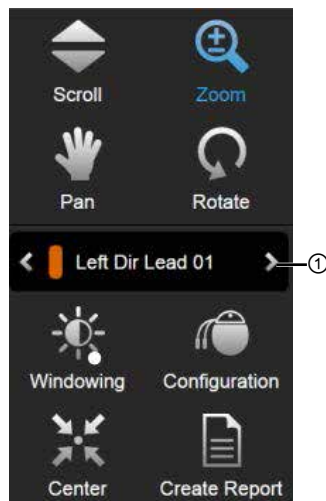 Scroll Zoom
Pan Rotate
Left Dir Lead 01 ①
Windowing Configuration
Center Create Report